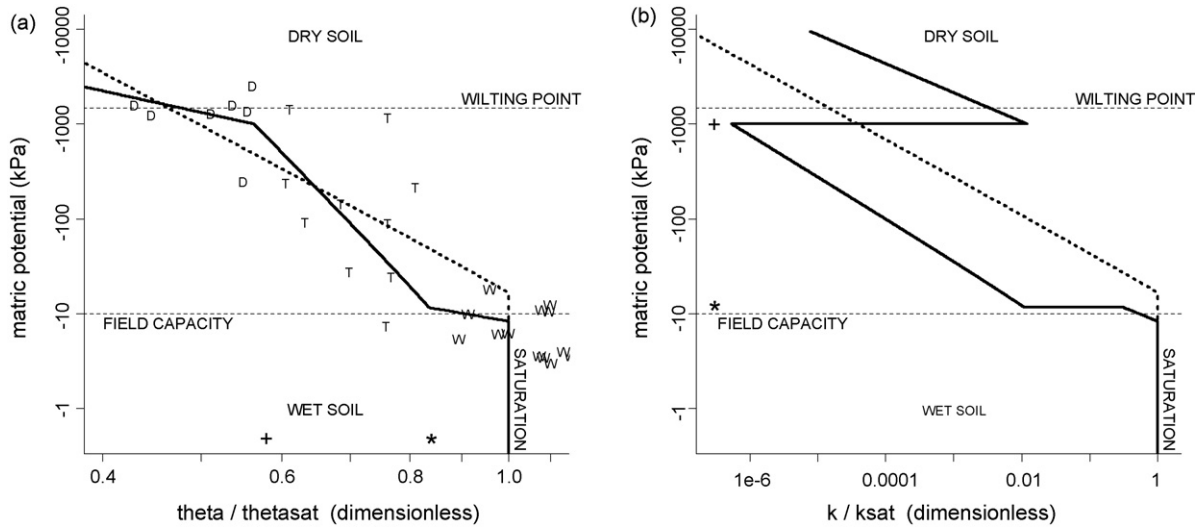 (a)
DRY SOIL
WILTING POINT
FIELD CAPACITY
WET SOIL
SATURATION
-10000
-1000
-100
-10
-1
matric potential (kPa)
D D D D D D D D
T T T T T T T T T T T
W W W W W W W W W W W W W W
+ *
0.4 0.6 0.8 1.0
theta / thetasat (dimensionless)
(b)
DRY SOIL
WILTING POINT
+
*
FIELD CAPACITY
WET SOIL
SATURATION
-10000
-1000
-100
-10
-1
matric potential (kPa)
1e-6 0.0001 0.01 1
k / ksat (dimensionless)